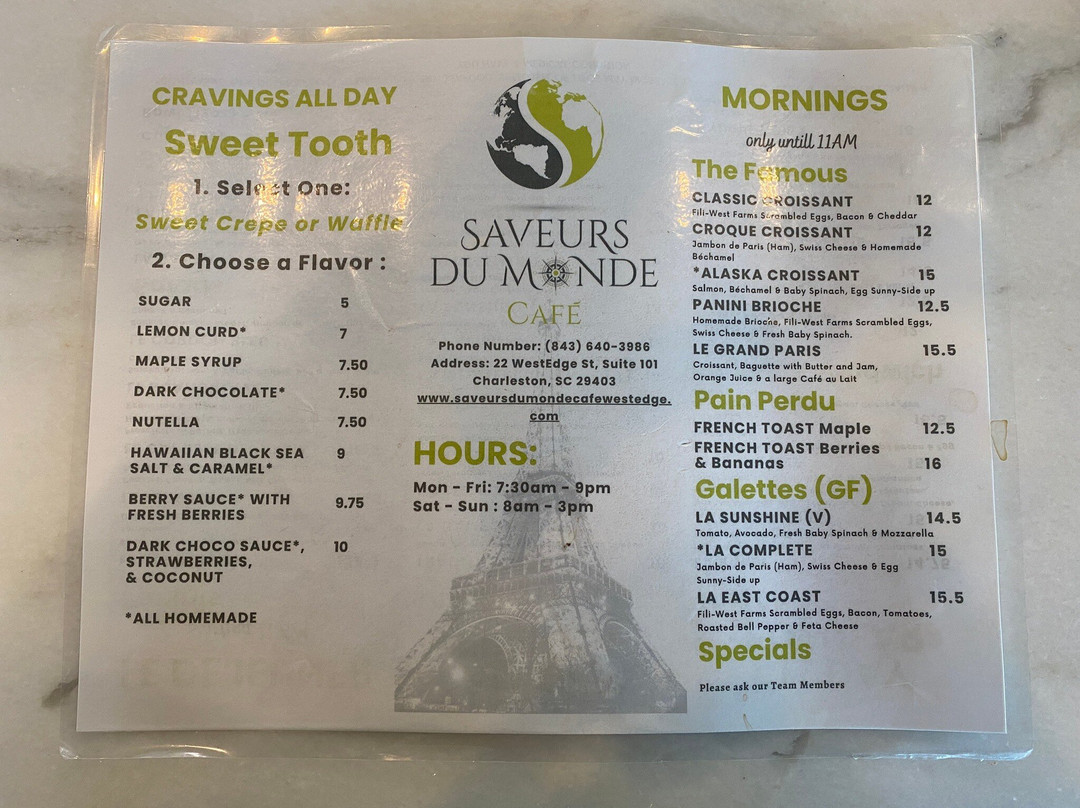 CRAVINGS ALL DAY
Sweet Tooth
1. Select One:
Sweet Crepe or Waffle
2. Choose a Flavor :
SUGAR 5
LEMON CURD* 7
MAPLE SYRUP 7.50
DARK CHOCOLATE* 7.50
NUTELLA 7.50
HAWAIIAN BLACK SEA 9
SALT & CARAMEL*
BERRY SAUCE* WITH 9.75
FRESH BERRIES
DARK CHOCO SAUCE*, 10
STRAWBERRIES,
& COCONUT
*ALL HOMEMADE
SAVEURS
DU MONDE
CAFÉ
Phone Number: (843) 640-3986
Address: 22 WestEdge St, Suite 101
Charleston, SC 29403
www.saveursdumondecafewestedge.
com
HOURS:
Mon - Fri: 7:30am - 9pm
Sat - Sun : 8am - 3pm
MORNINGS
only untill 11AM
The Famous
CLASSIC CROISSANT 12
Fili-West Farms Scrambled Eggs, Bacon & Cheddar
CROQUE CROISSANT 12
Jambon de Paris (Ham), Swiss Cheese & Homemade
Béchamel
*ALASKA CROISSANT 15
Salmon, Béchamel & Baby Spinach, Egg Sunny-Side up
PANINI BRIOCHE 12.5
Homemade Brioche, Fili-West Farms Scrambled Eggs,
Swiss Cheese & Fresh Baby Spinach.
LE GRAND PARIS 15.5
Croissant, Baguette with Butter and Jam,
Orange Juice & a large Café au Lait
Pain Perdu
FRENCH TOAST Maple 12.5
FRENCH TOAST Berries
& Bananas 16
Galettes (GF)
LA SUNSHINE (V) 14.5
Tomato, Avocado, Fresh Baby Spinach & Mozzarella
*LA COMPLETE 15
Jambon de Paris (Ham), Swiss Cheese & Egg
Sunny-Side up
LA EAST COAST 15.5
Fili-West Farms Scrambled Eggs, Bacon, Tomatoes,
Roasted Bell Pepper & Feta Cheese
Specials
Please ask our Team Members